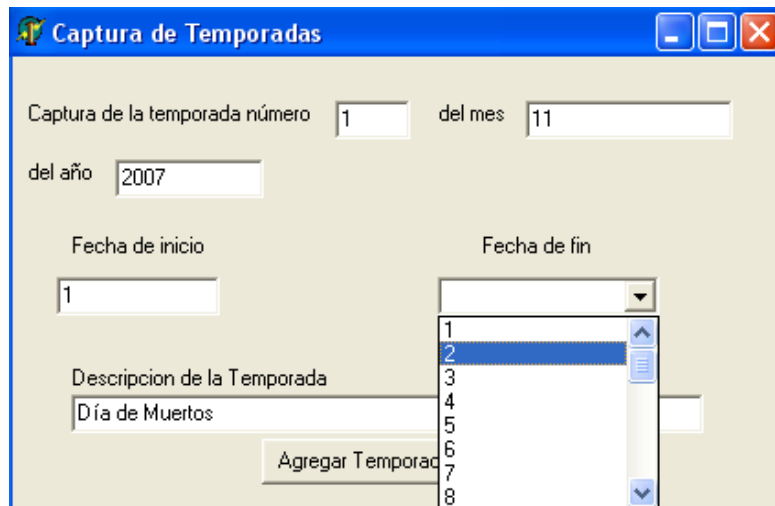 Captura de Temporadas
Captura de la temporada número 1 del mes 11
del año 2007
Fecha de inicio Fecha de fin
1
1
2
3
4
5
6
7
8
Descripcion de la Temporada
Día de Muertos
Agregar Temporad